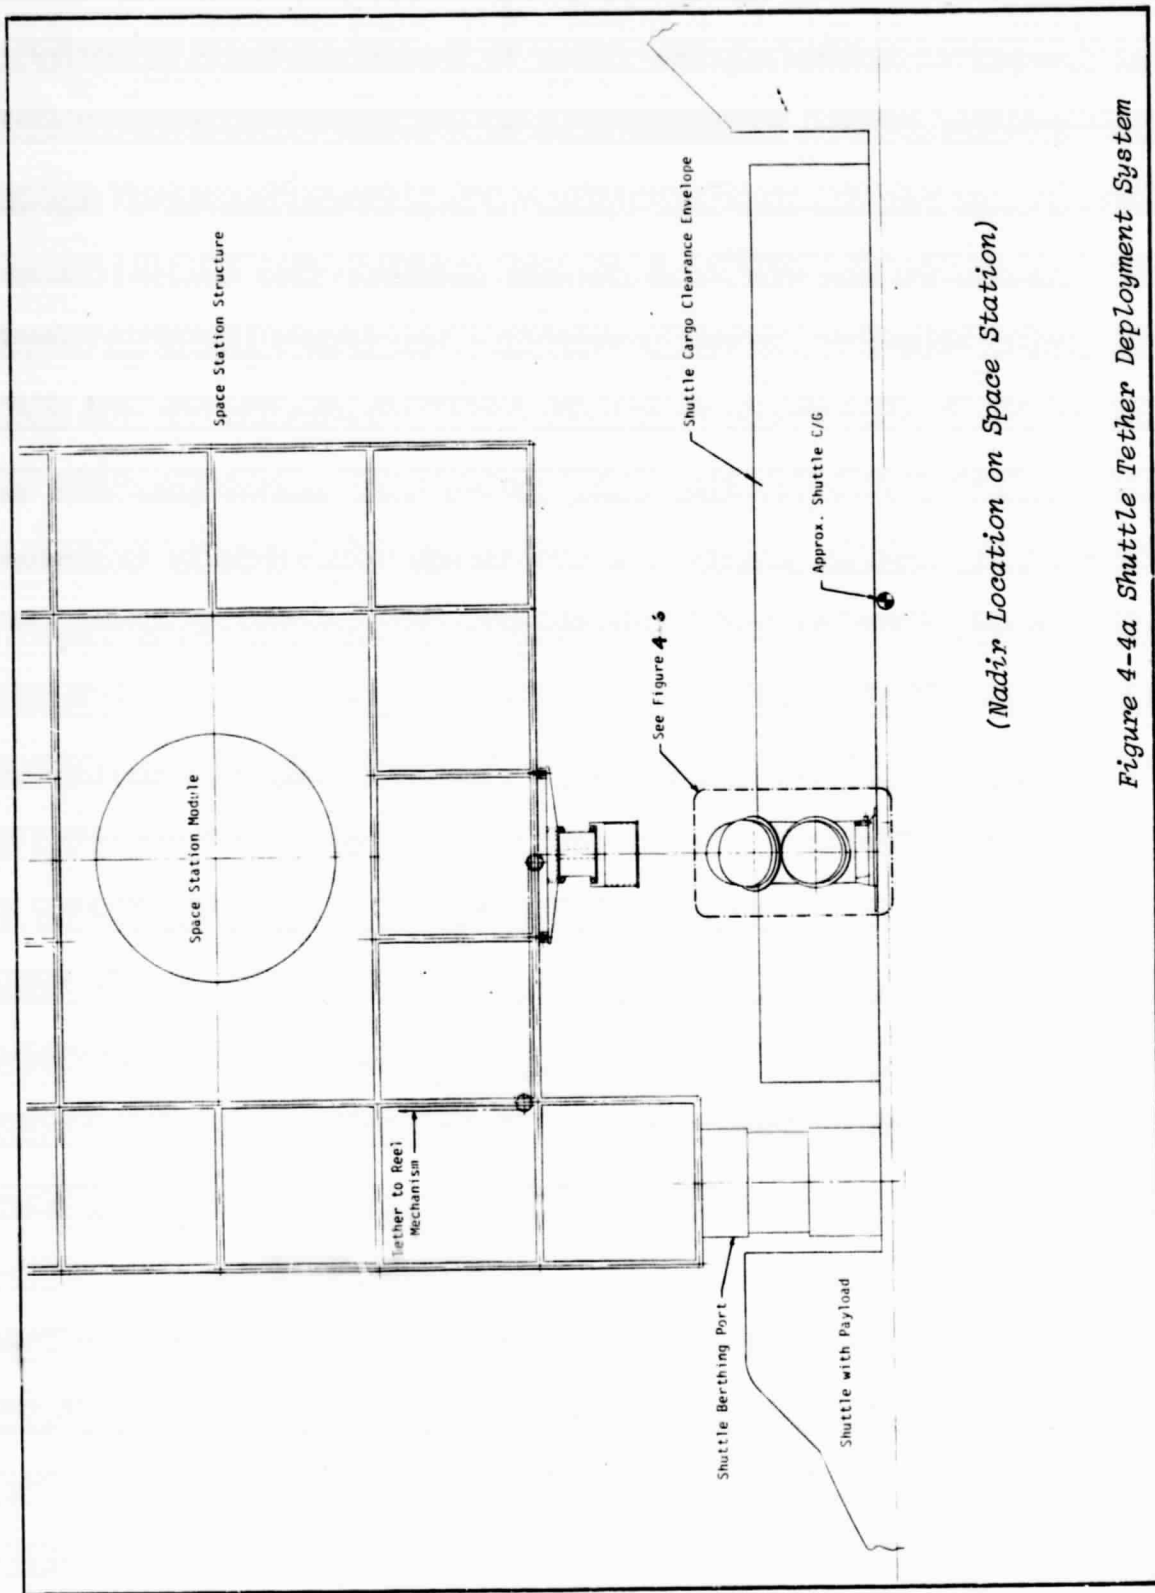 Space Station Structure
Space Station Module
Tether to Reel
Mechanism
See Figure 4-6
Shuttle Cargo Clearance Envelope
Approx. Shuttle C/G
Shuttle Berthing Port
Shuttle with Payload
(Nadir Location on Space Station)
Figure 4-4a Shuttle Tether Deployment System